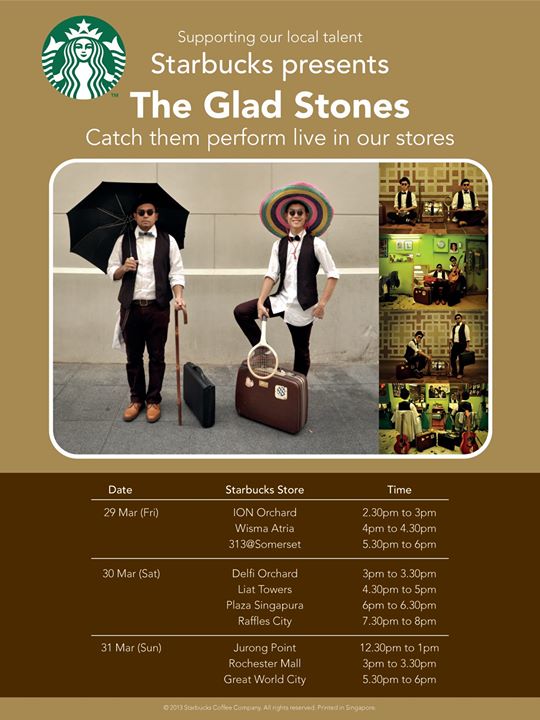 Supporting our local talent
Starbucks presents
The Glad Stones
Catch them perform live in our stores
TM
Date Starbucks Store Time
29 Mar (Fri) ION Orchard 2.30pm to 3pm
Wisma Atria 4pm to 4.30pm
313@Somerset 5.30pm to 6pm
30 Mar (Sat) Delfi Orchard 3pm to 3.30pm
Liat Towers 4.30pm to 5pm
Plaza Singapura 6pm to 6.30pm
Raffles City 7.30pm to 8pm
31 Mar (Sun) Jurong Point 12.30pm to 1pm
Rochester Mall 3pm to 3.30pm
Great World City 5.30pm to 6pm
© 2013 Starbucks Coffee Company. All rights reserved. Printed in Singapore.